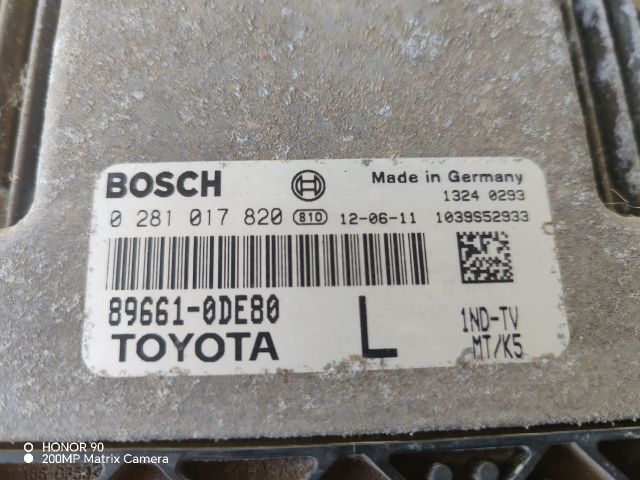 BOSCH
Made in Germany
1324 0293
0 281 017 820 810 12-06-11 1039S52933
89661-0DE80
TOYOTA
L
1ND-TV
MT/K5
HONOR 90
200MP Matrix Camera